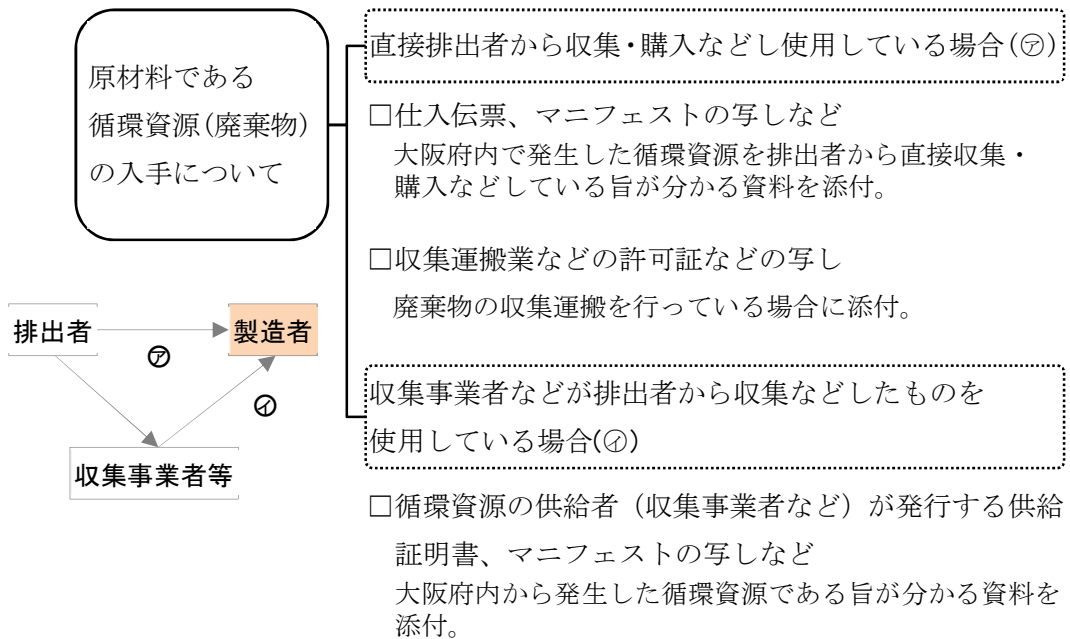 原材料である
循環資源(廃棄物)
の入手について
直接排出者から収集・購入などし使用している場合(㋐)
□仕入伝票、マニフェストの写しなど
大阪府内で発生した循環資源を排出者から直接収集・
購入などしている旨が分かる資料を添付。
□収集運搬業などの許可証などの写し
廃棄物の収集運搬を行っている場合に添付。
収集事業者などが排出者から収集などしたものを
使用している場合(㋑)
□循環資源の供給者（収集事業者など）が発行する供給
証明書、マニフェストの写しなど
大阪府内から発生した循環資源である旨が分かる資料を
添付。
排出者
㋐
製造者
㋑
収集事業者等